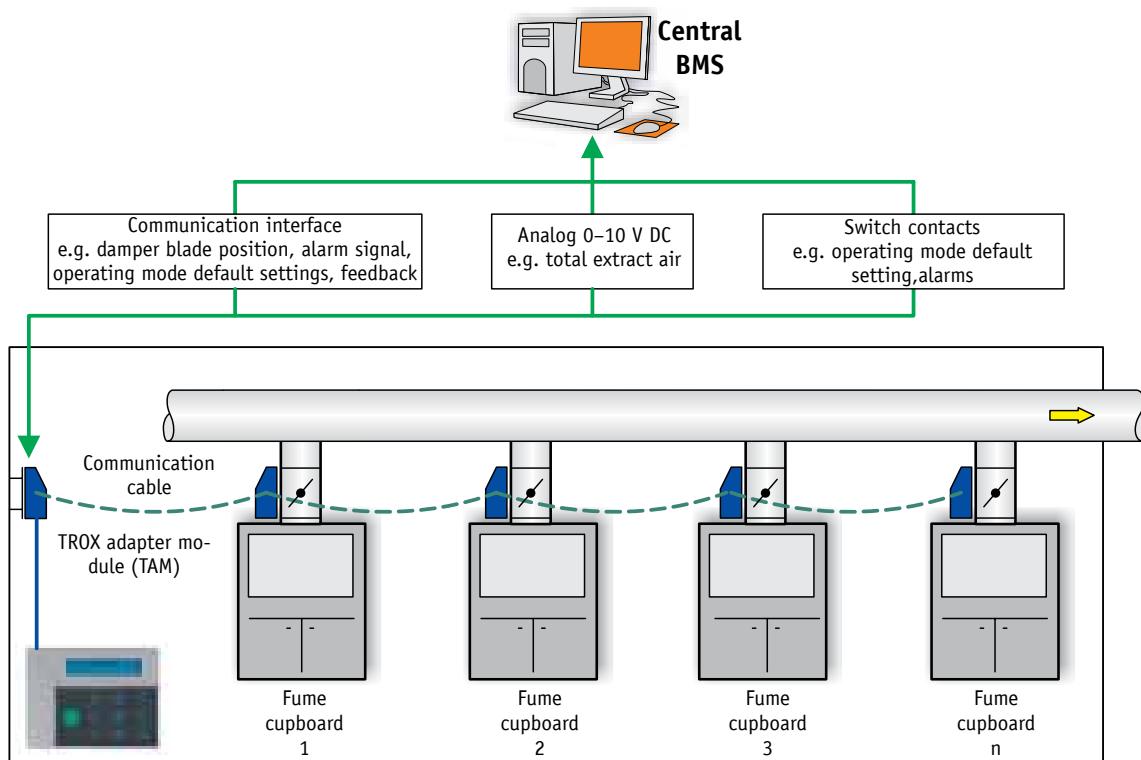 Central
BMS
Communication interface
e.g. damper blade position, alarm signal,
operating mode default settings, feedback
Analog 0–10 V DC
e.g. total extract air
Switch contacts
e.g. operating mode default
setting,alarms
Communication
cable
TROX adapter mo-
dule (TAM)
Fume
cupboard
1
Fume
cupboard
2
Fume
cupboard
3
Fume
cupboard
n